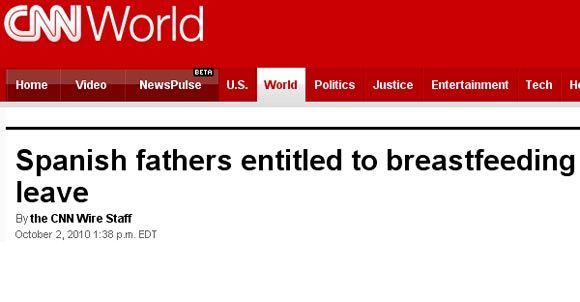 CNN World
BETA
Home Video NewsPulse U.S. World Politics Justice Entertainment Tech
Spanish fathers entitled to breastfeeding
leave
By the CNN Wire Staff
October 2, 2010 1:38 p.m. EDT